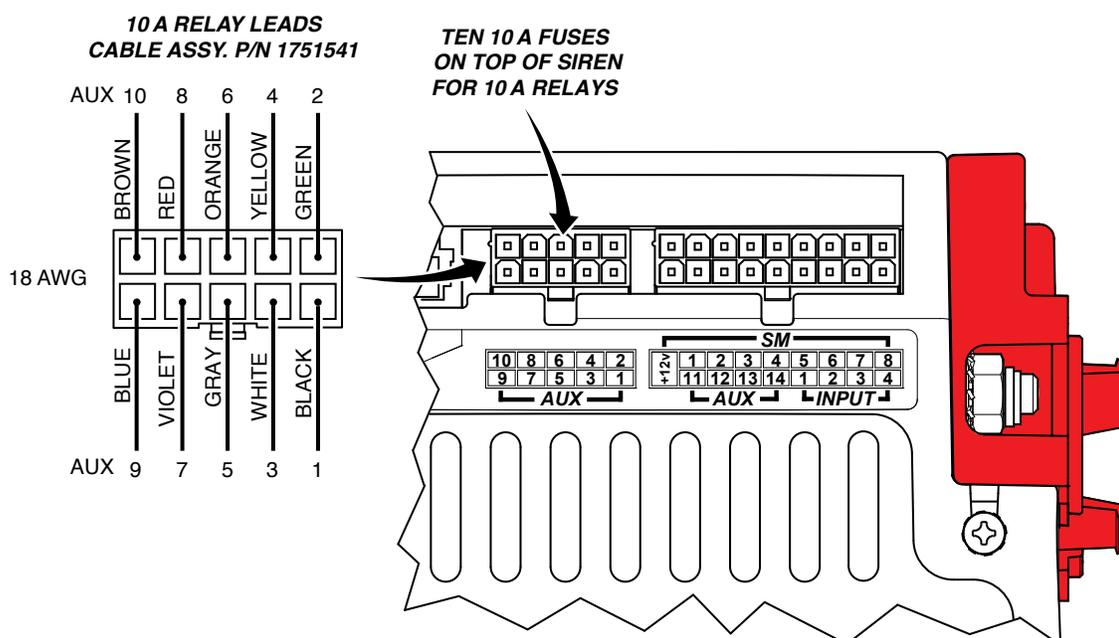 10 A RELAY LEADS
CABLE ASSY. P/N 1751541
TEN 10 A FUSES
ON TOP OF SIREN
FOR 10 A RELAYS
AUX 10 8 6 4 2
BROWN
RED
ORANGE
YELLOW
GREEN
18 AWG
BLUE
VIOLET
GRAY
WHITE
BLACK
AUX 9 7 5 3 1
SM
10 8 6 4 2
9 7 5 3 1
AUX
+12V
1 2 3 4 5 6 7 8
11 12 13 14 1 2 3 4
AUX INPUT